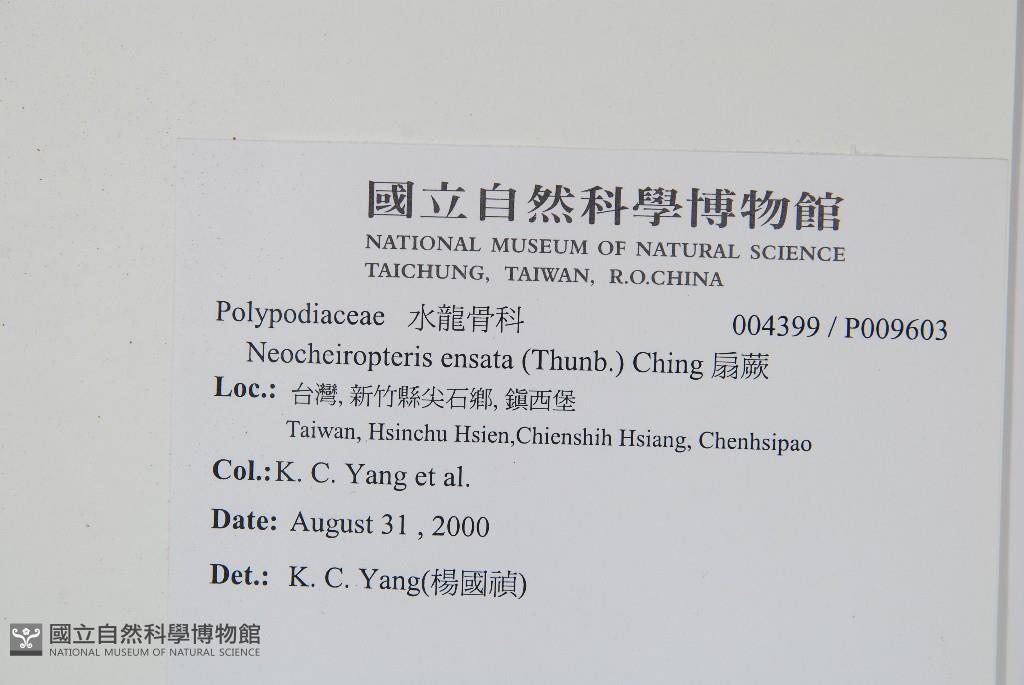 國立自然科學博物館
NATIONAL MUSEUM OF NATURAL SCIENCE
TAICHUNG, TAIWAN, R.O.CHINA
Polypodiaceae 水龍骨科 004399 / P009603
Neocheiropteris ensata (Thunb.) Ching 扇蕨
Loc.: 台灣, 新竹縣尖石鄉, 鎮西堡
Taiwan, Hsinchu Hsien,Chienshih Hsiang, Chenhsipao
Col.: K. C. Yang et al.
Date: August 31 , 2000
Det.: K. C. Yang(楊國禎)
國立自然科學博物館
NATIONAL MUSEUM OF NATURAL SCIENCE